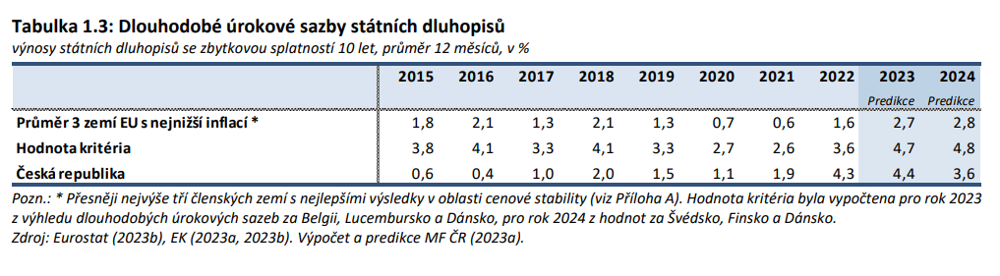 Tabulka 1.3: Dlouhodobé úrokové sazby státních dluhopisů
výnosy státních dluhopisů se zbytkovou splatností 10 let, průměr 12 měsíců, v %
2015 2016 2017 2018 2019 2020 2021 2022 2023 2024
Predikce Predikce
Průměr 3 zemí EU s nejnižší inflací * 1,8 2,1 1,3 2,1 1,3 0,7 0,6 1,6 2,7 2,8
Hodnota kritéria 3,8 4,1 3,3 4,1 3,3 2,7 2,6 3,6 4,7 4,8
Česká republika 0,6 0,4 1,0 2,0 1,5 1,1 1,9 4,3 4,4 3,6
Pozn.: * Přesněji nejvýše tří členských zemí s nejlepšími výsledky v oblasti cenové stability (viz Příloha A). Hodnota kritéria byla vypočtena pro rok 2023
z výhledu dlouhodobých úrokových sazeb za Belgii, Lucembursko a Dánsko, pro rok 2024 z hodnot za Švédsko, Finsko a Dánsko.
Zdroj: Eurostat (2023b), EK (2023a, 2023b). Výpočet a predikce MF ČR (2023a).